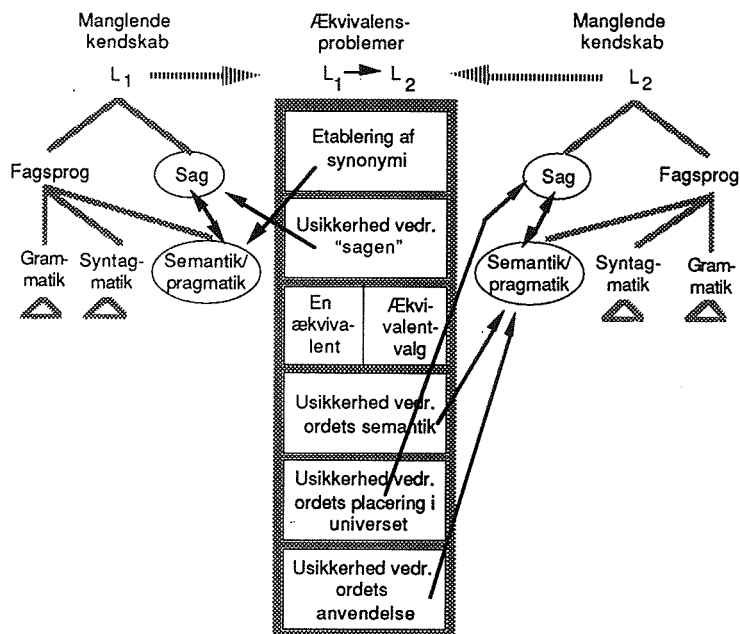 Manglende
kendskab
L1
Ækvivalens-
problemer
L1 → L2
Manglende
kendskab
L2
Fagsprog
Sag
Gram-
matik
Syntag-
matik
Semantik/
pragmatik
Etablering af
synonymi
Usikkerhed vedr.
“sagen”
En
ækviva-
lent
Ækvi-
valent-
valg
Usikkerhed vedr.
ordets semantik
Usikkerhed vedr.
ordets placering i
universet
Usikkerhed vedr.
ordets
anvendelse
Sag
Fagsprog
Semantik/
pragmatik
Syntag-
matik
Gram-
matik